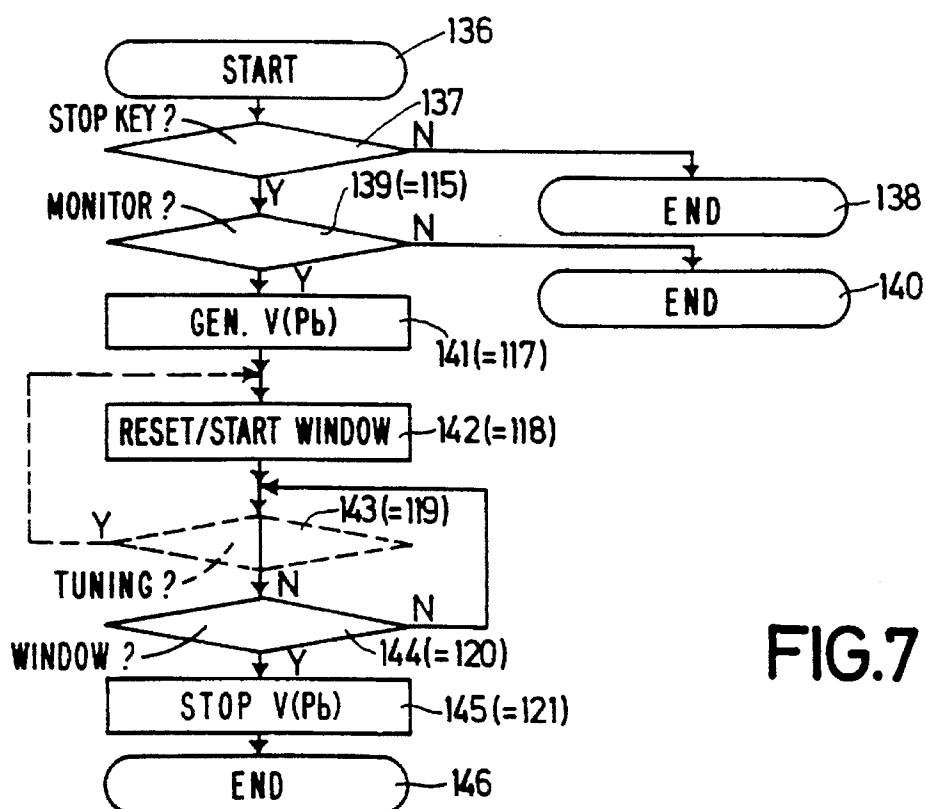 136
START
137
STOP KEY ?
N
Y
139(=115)
138
END
MONITOR ?
N
Y
END
140
GEN. V(Pb)
141(=117)
RESET/START WINDOW
142(=118)
143(=119)
Y
TUNING ?
N
N
WINDOW ?
144(=120)
Y
FIG.7
STOP V(Pb)
145(=121)
END
146